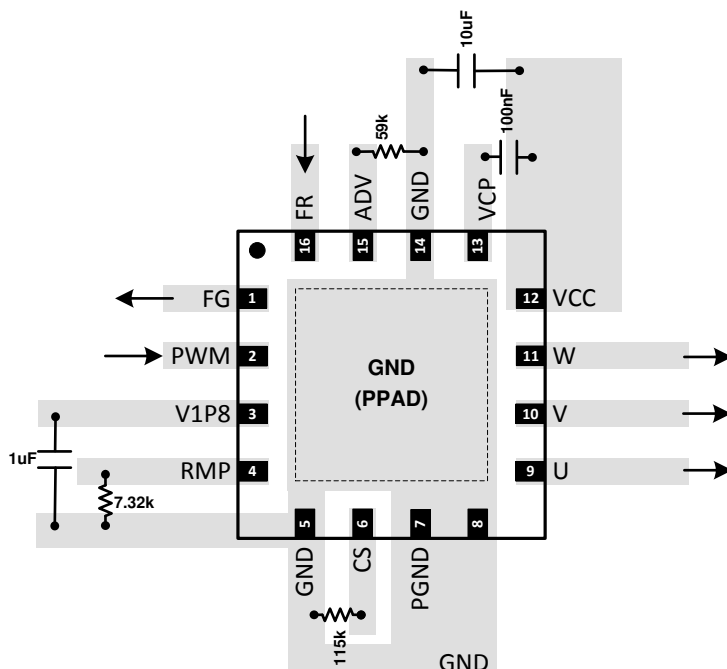 10uF
100nF
59k
FR
ADV
GND
VCP
16
15
14
13
FG
1
12
VCC
PWM
2
11
W
GND
(PPAD)
V1P8
3
10
V
1uF
RMP
4
9
U
7.32k
5
6
7
8
GND
CS
PGND
115k
GND